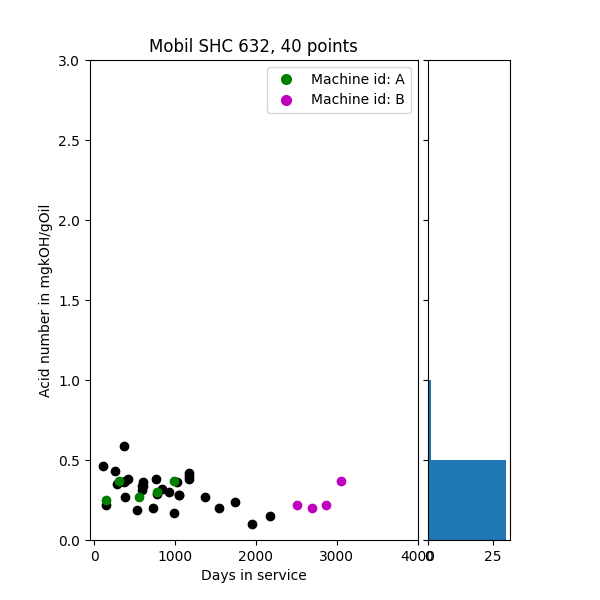 Mobil SHC 632, 40 points
Machine id: A
Machine id: B
Acid number in mgkOH/gOil
3.0
2.5
2.0
1.5
1.0
0.5
0.0
0 1000 2000 3000 4000
0 25
Days in service